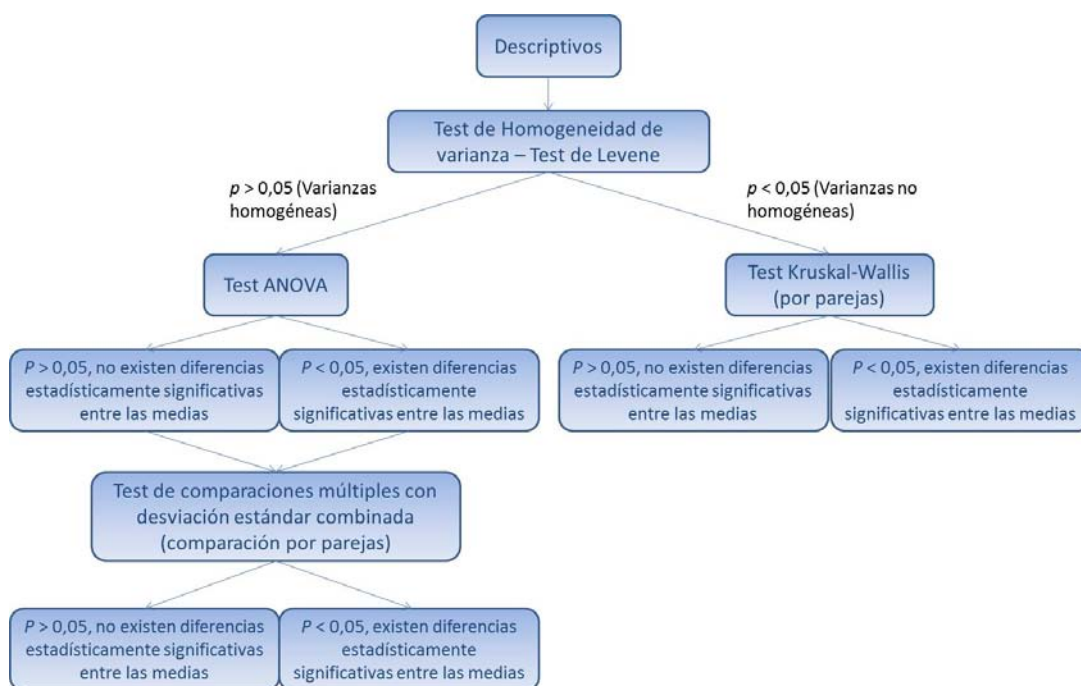 Descriptivos
Test de Homogeneidad de
varianza – Test de Levene
p > 0,05 (Varianzas
homogéneas)
p < 0,05 (Varianzas no
homogéneas)
Test ANOVA
Test Kruskal-Wallis
(por parejas)
P > 0,05, no existen diferencias
estadísticamente significativas
entre las medias
P < 0,05, existen diferencias
estadísticamente
significativas entre las medias
P > 0,05, no existen diferencias
estadísticamente significativas
entre las medias
P < 0,05, existen diferencias
estadísticamente
significativas entre las medias
Test de comparaciones múltiples con
desviación estándar combinada
(comparación por parejas)
P > 0,05, no existen diferencias
estadísticamente significativas
entre las medias
P < 0,05, existen diferencias
estadísticamente
significativas entre las medias